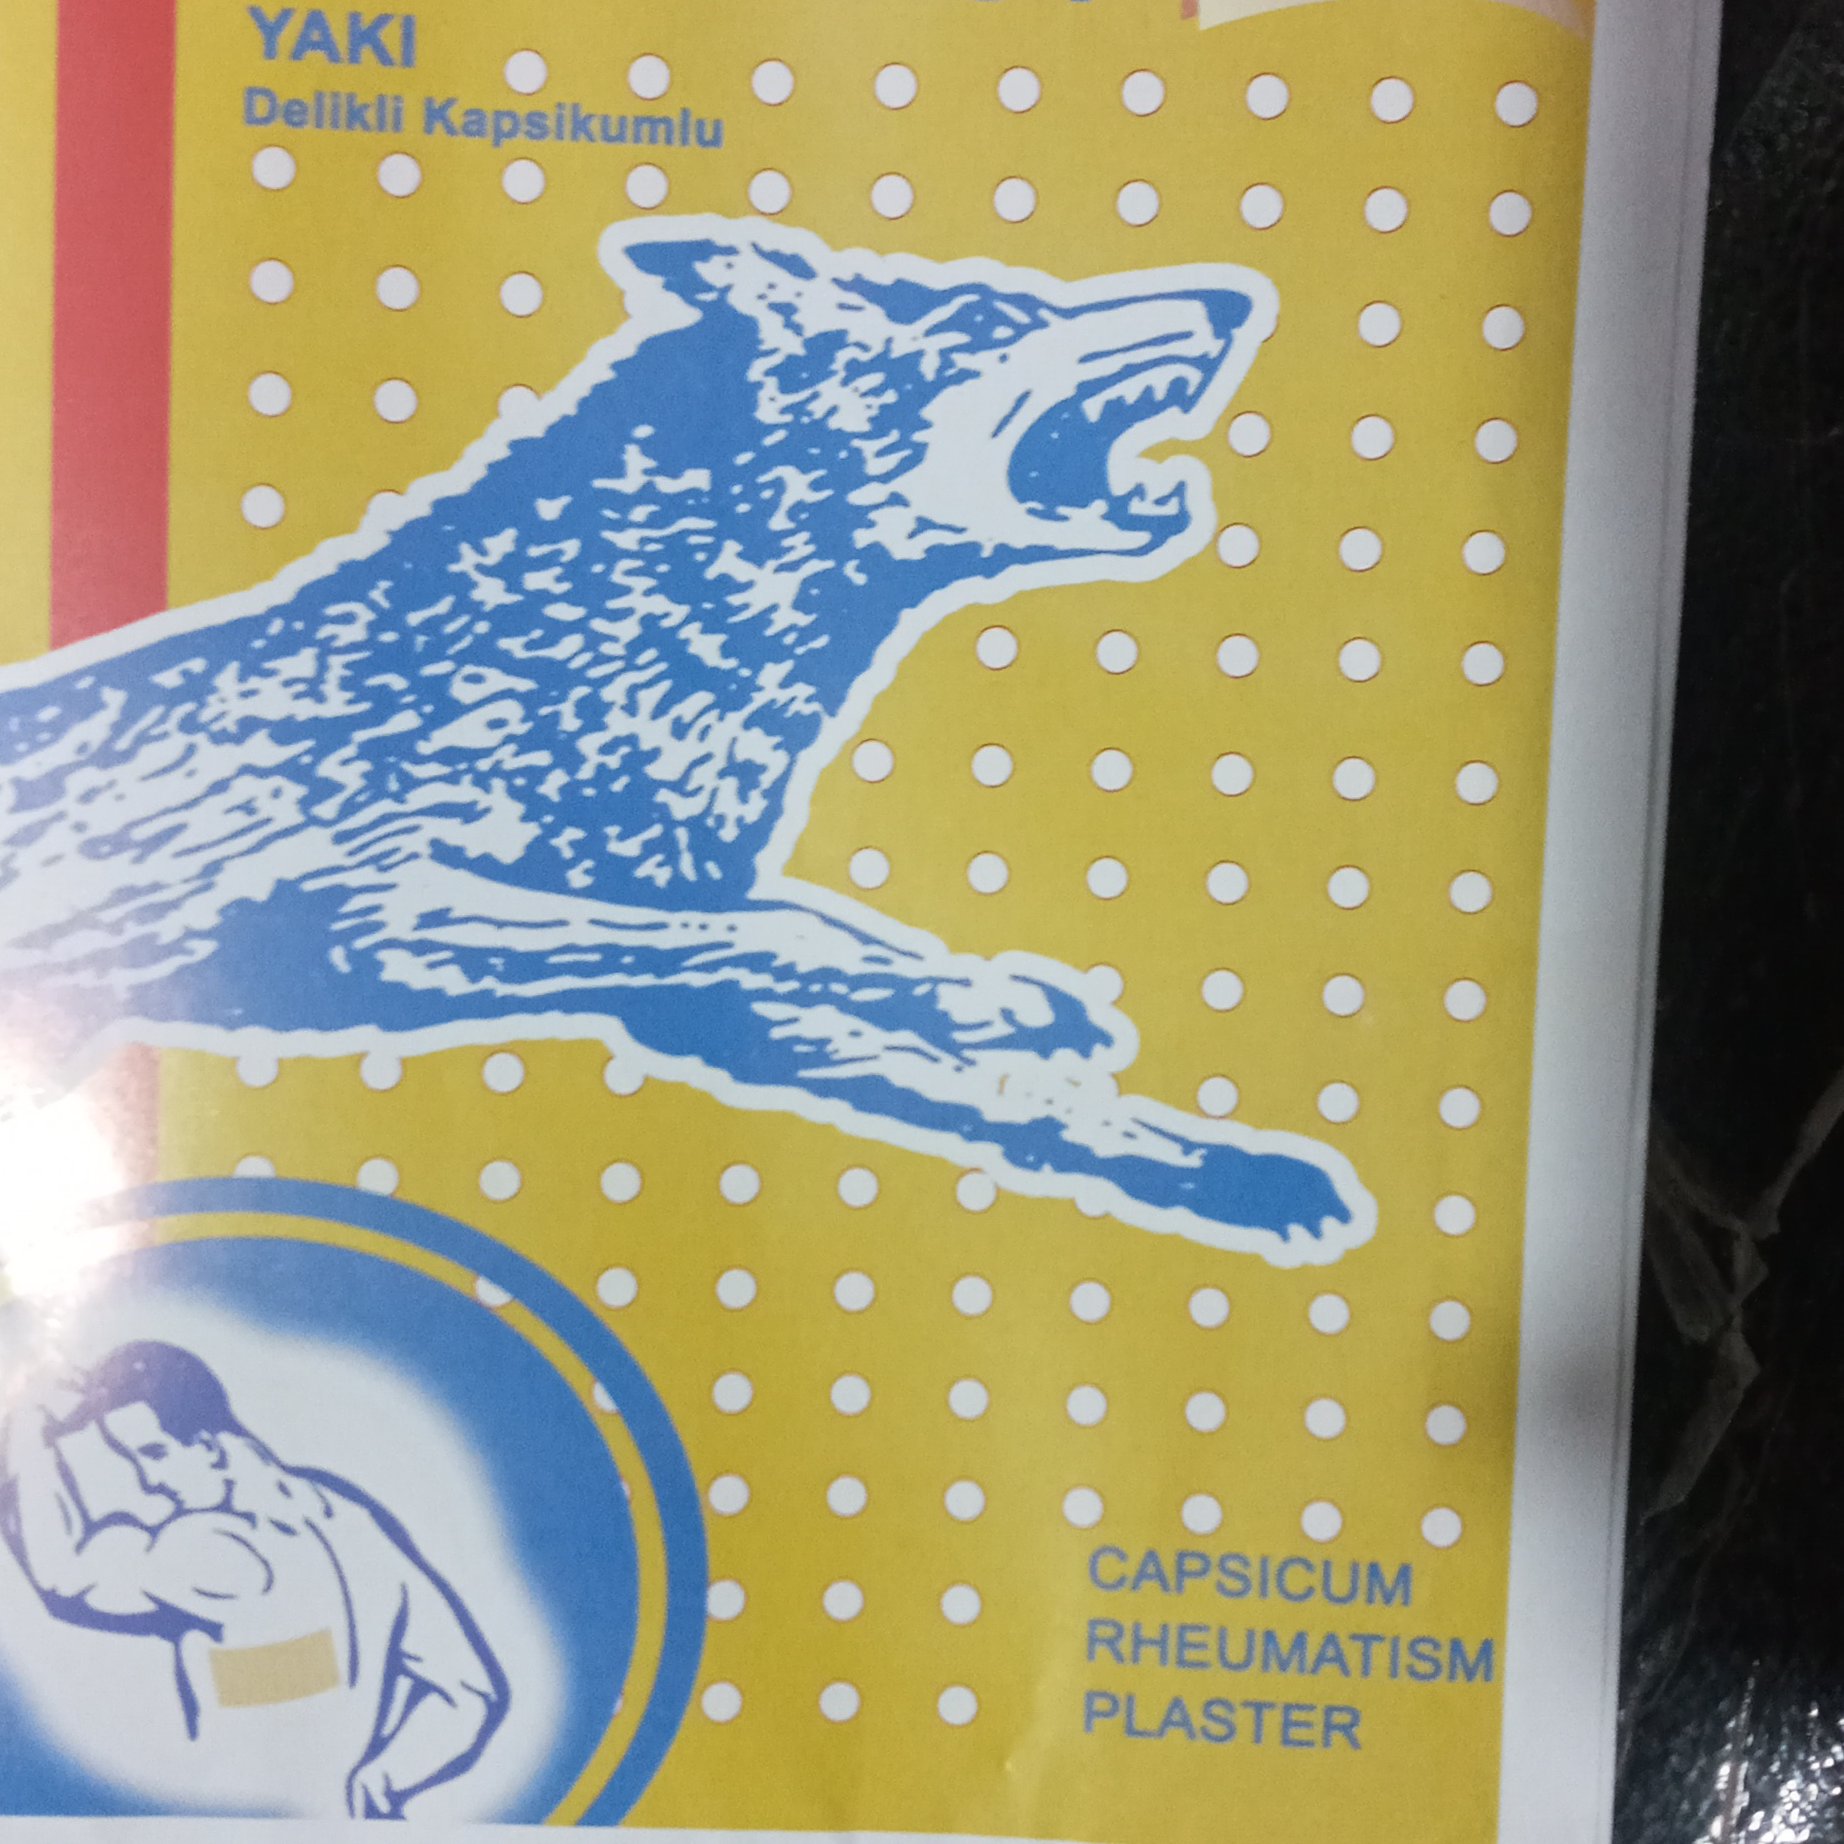 YAKI
Delikli Kapsikumlu
CAPSICUM
RHEUMATISM
PLASTER